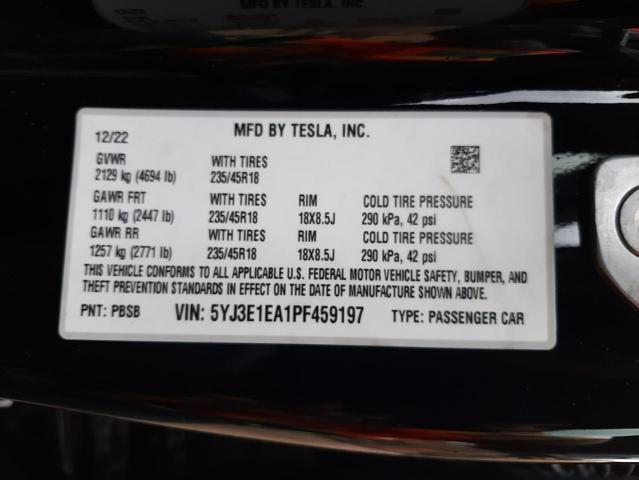 MFD BY TESLA, INC.
12/22
GVWR WITH TIRES
2129 kg (4694 lb) 235/45R18
GAWR FRT WITH TIRES RIM COLD TIRE PRESSURE
1110 kg (2447 lb) 235/45R18 18X8.5J 290 kPa, 42 psi
GAWR RR WITH TIRES RIM COLD TIRE PRESSURE
1257 kg (2771 lb) 235/45R18 18X8.5J 290 kPa, 42 psi
THIS VEHICLE CONFORMS TO ALL APPLICABLE U.S. FEDERAL MOTOR VEHICLE SAFETY, BUMPER, AND
THEFT PREVENTION STANDARDS IN EFFECT ON THE DATE OF MANUFACTURE SHOWN ABOVE.
PNT: PBSB VIN: 5YJ3E1EA1PF459197 TYPE: PASSENGER CAR